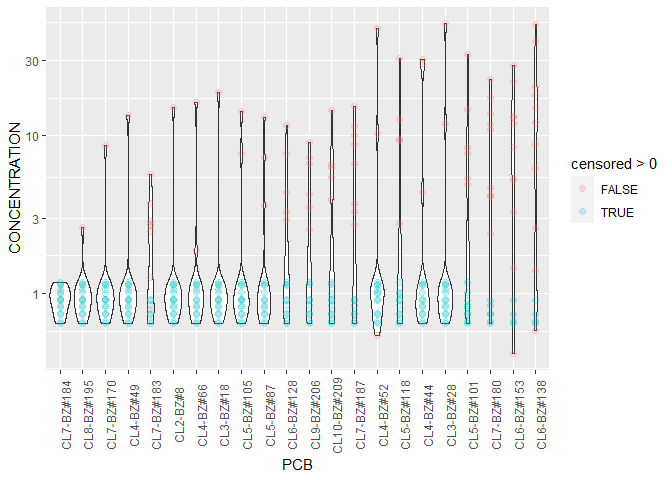 CONCENTRATION
30
10
3
1
CL7-BZ#184
CL8-BZ#195
CL7-BZ#170
CL4-BZ#49
CL7-BZ#183
CL2-BZ#8
CL4-BZ#66
CL3-BZ#18
CL5-BZ#105
CL5-BZ#87
CL6-BZ#128
CL9-BZ#206
CL10-BZ#209
CL7-BZ#187
CL4-BZ#52
CL5-BZ#118
CL4-BZ#44
CL3-BZ#28
CL5-BZ#101
CL7-BZ#180
CL6-BZ#153
CL6-BZ#138
PCB
censored > 0
FALSE
TRUE